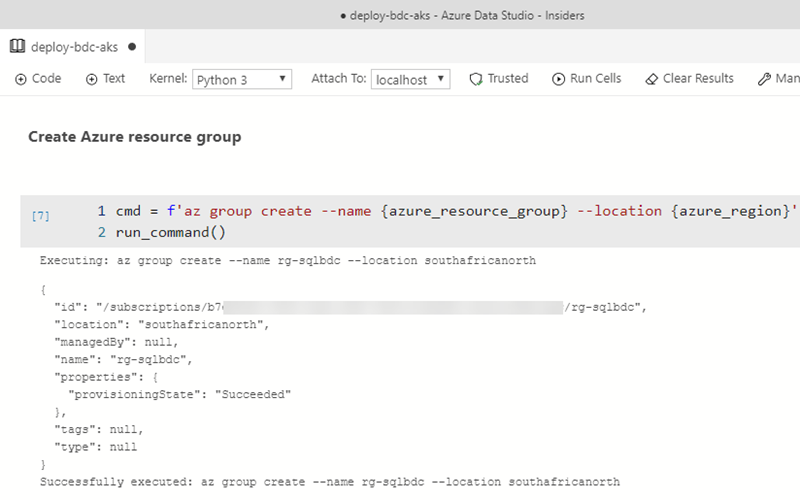 ● deploy-bdc-aks - Azure Data Studio - Insiders
deploy-bdc-aks ●
Code Text Kernel: Python 3 Attach To: localhost Trusted Run Cells Clear Results Man
Create Azure resource group
[7] 1 cmd = f'az group create --name {azure_resource_group} --location {azure_region}'
2 run_command()
Executing: az group create --name rg-sqlbdc --location southafricanorth
{
"id": "/subscriptions/b7 /rg-sqlbdc",
"location": "southafricanorth",
"managedBy": null,
"name": "rg-sqlbdc",
"properties": {
"provisioningState": "Succeeded"
},
"tags": null,
"type": null
}
Successfully executed: az group create --name rg-sqlbdc --location southafricanorth